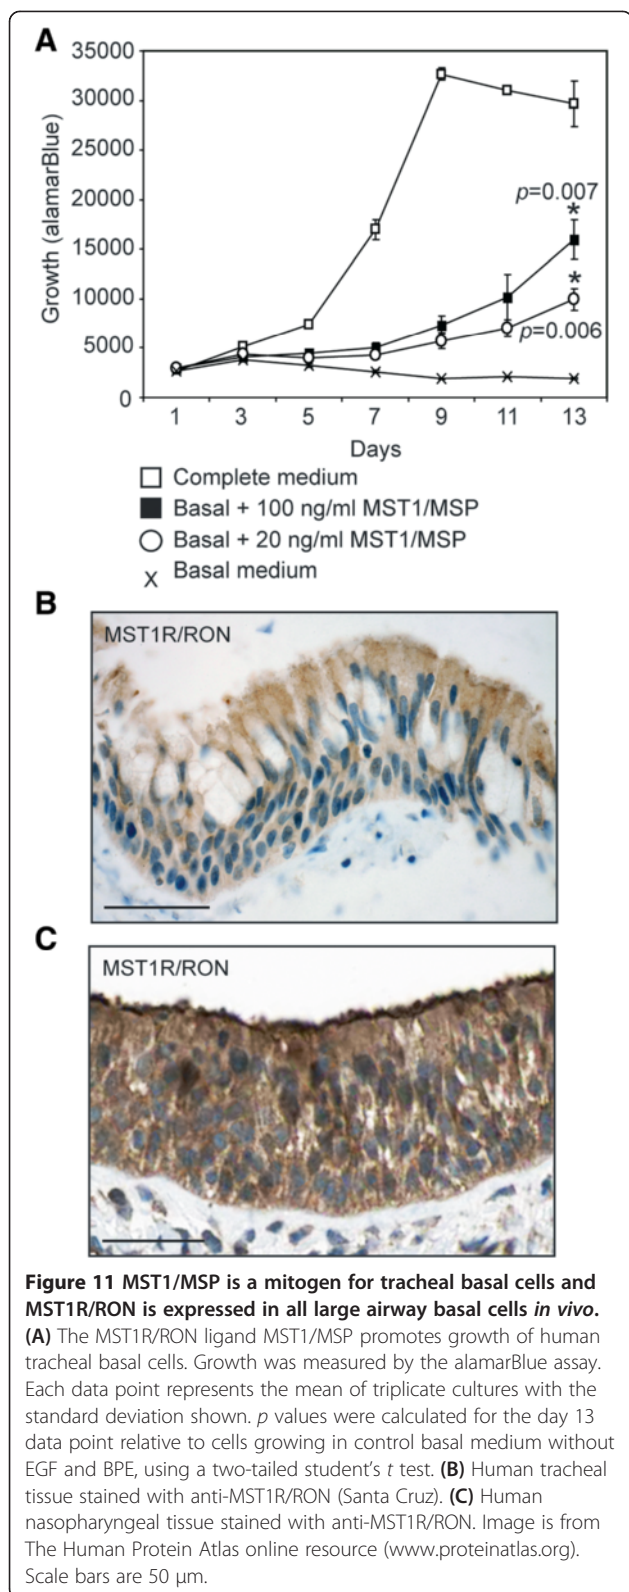 A
35000
30000
25000
20000
15000
10000
5000
0
Growth (alamarBlue)
p=0.007
*
*
p=0.006
1 3 5 7 9 11 13
Days
Complete medium
Basal + 100 ng/ml MST1/MSP
Basal + 20 ng/ml MST1/MSP
Basal medium
B
MST1R/RON
C
MST1R/RON
Figure 11 MST1/MSP is a mitogen for tracheal basal cells and
MST1R/RON is expressed in all large airway basal cells in vivo.
(A) The MST1R/RON ligand MST1/MSP promotes growth of human
tracheal basal cells. Growth was measured by the alamarBlue assay.
Each data point represents the mean of triplicate cultures with the
standard deviation shown. p values were calculated for the day 13
data point relative to cells growing in control basal medium without
EGF and BPE, using a two-tailed student's t test. (B) Human tracheal
tissue stained with anti-MST1R/RON (Santa Cruz). (C) Human
nasopharyngeal tissue stained with anti-MST1R/RON. Image is from
The Human Protein Atlas online resource (www.proteinatlas.org).
Scale bars are 50 μm.